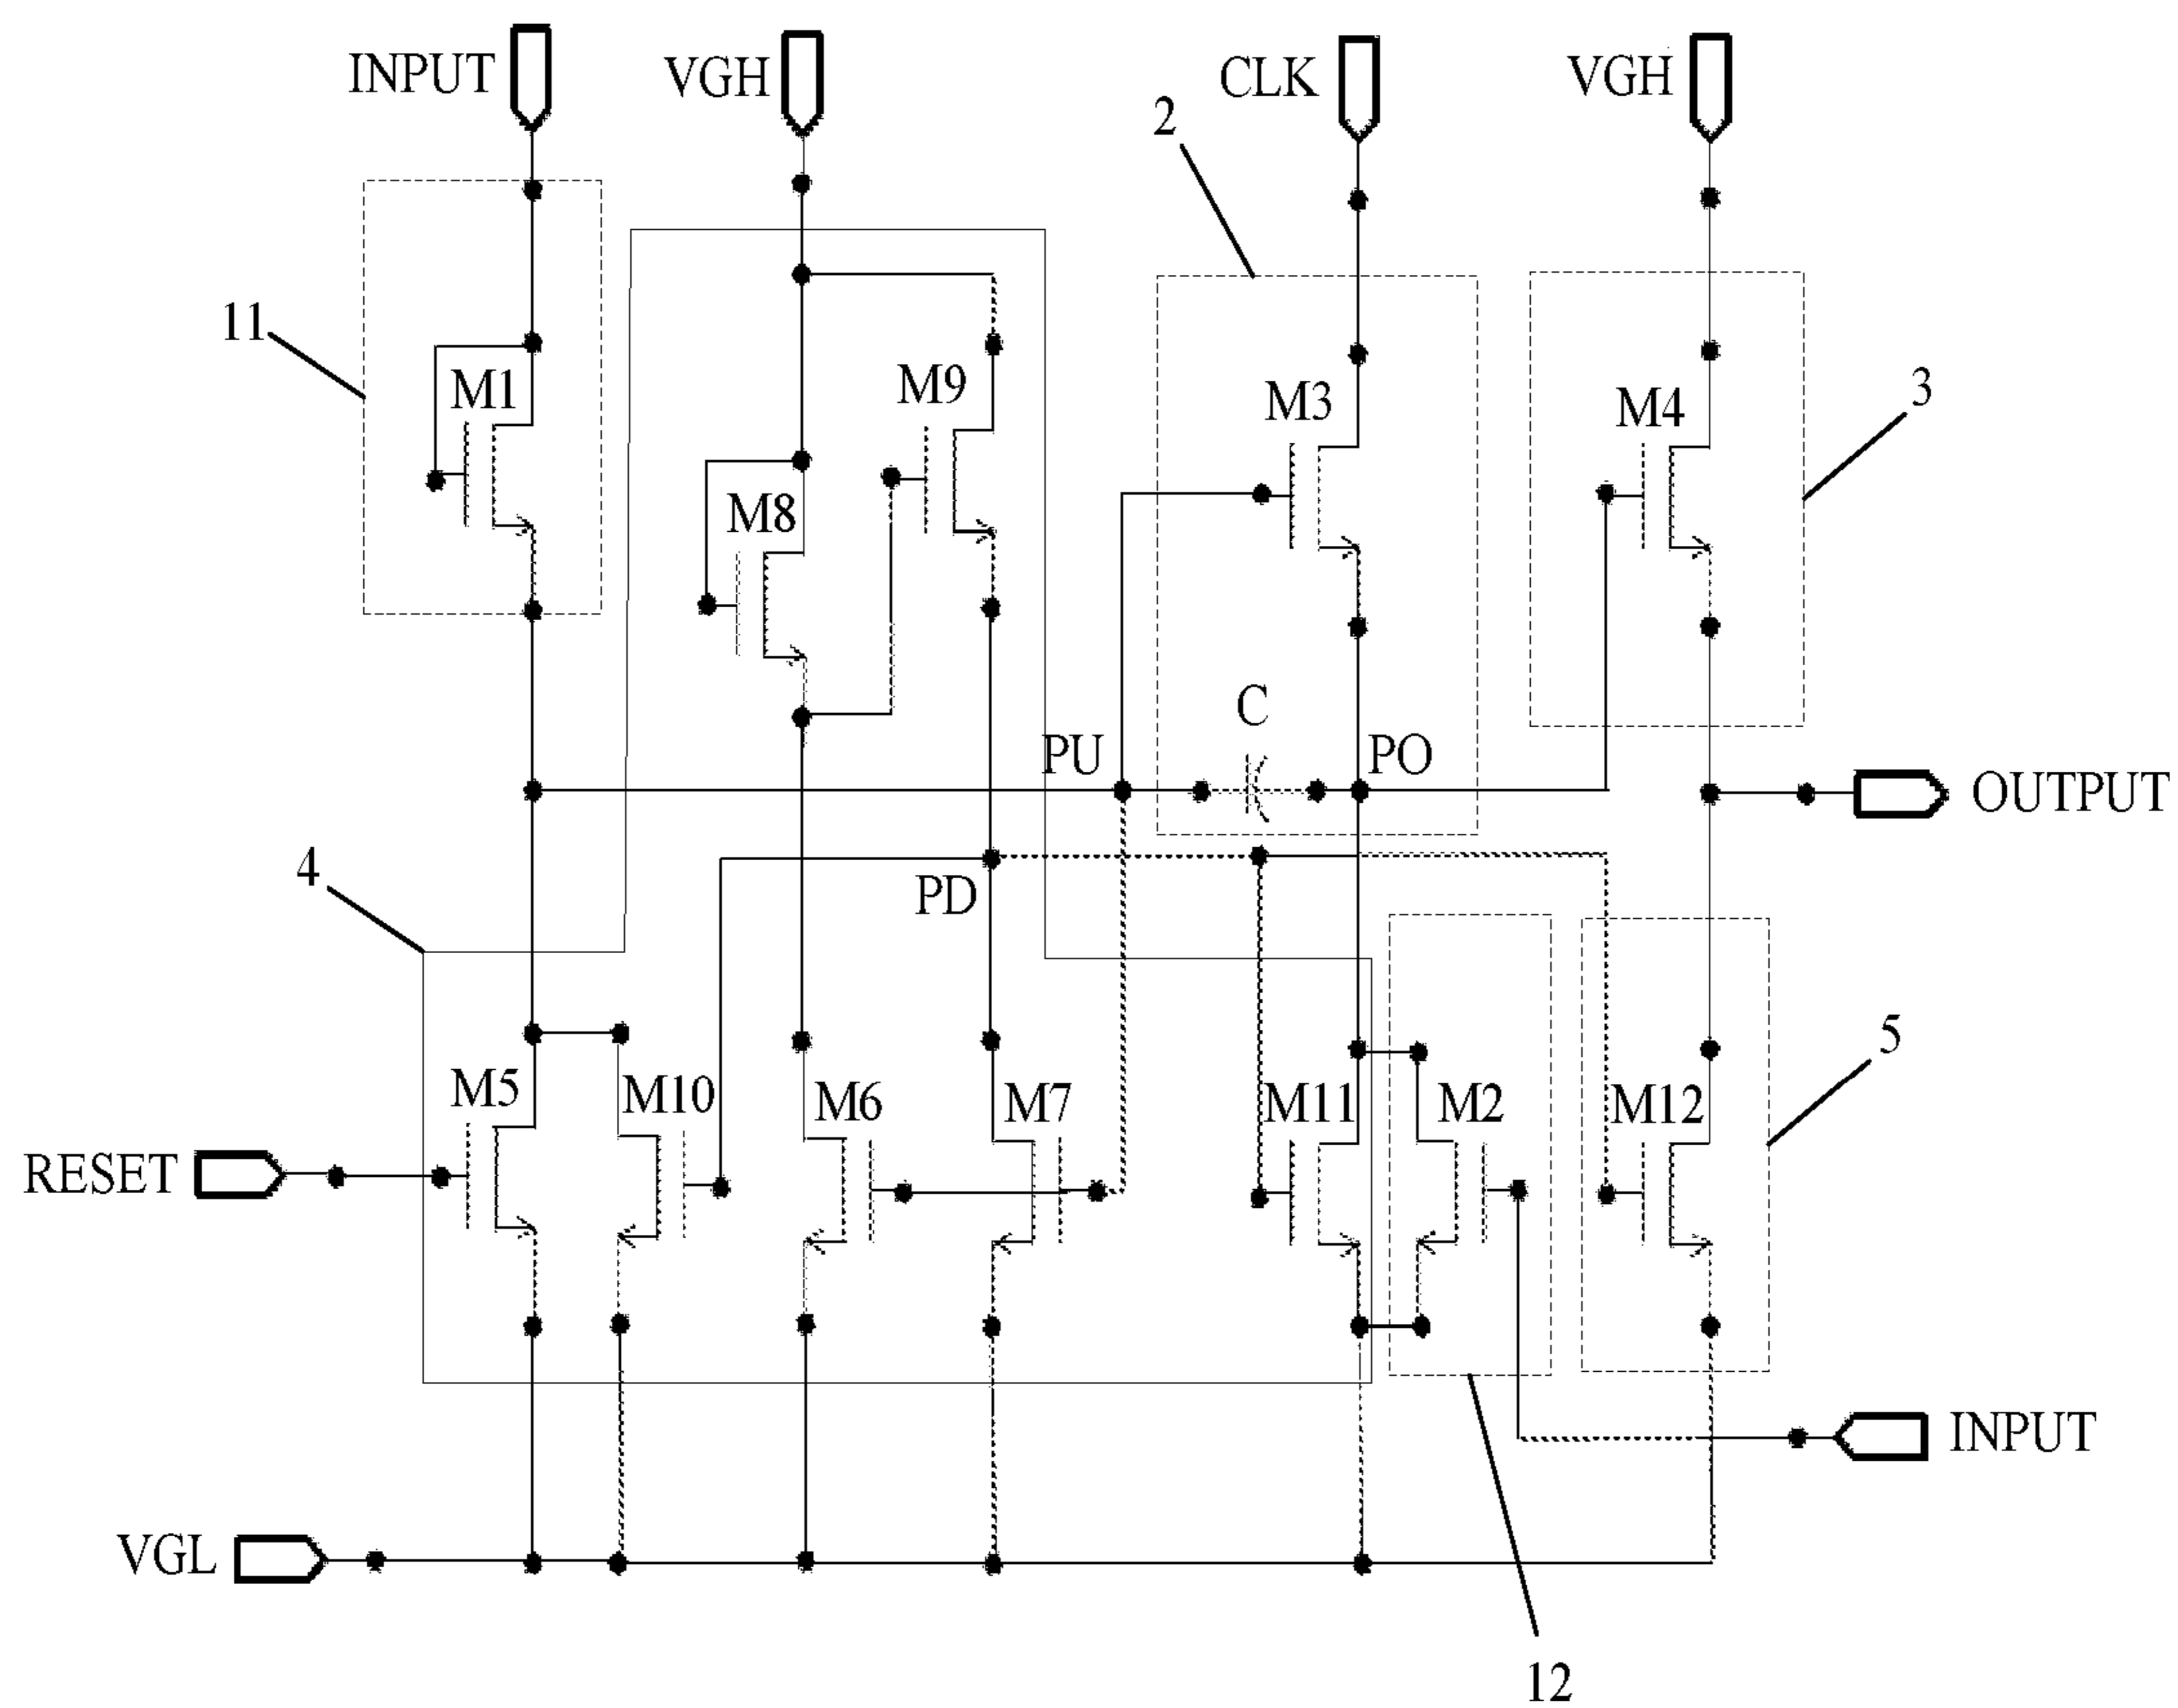 INPUT
VGH
CLK
VGH
2
11
M1
M9
M3
M4
3
M8
C
PU
PO
OUTPUT
4
PD
5
M5
M10
M6
M7
M11
M2
M12
RESET
INPUT
VGL
12